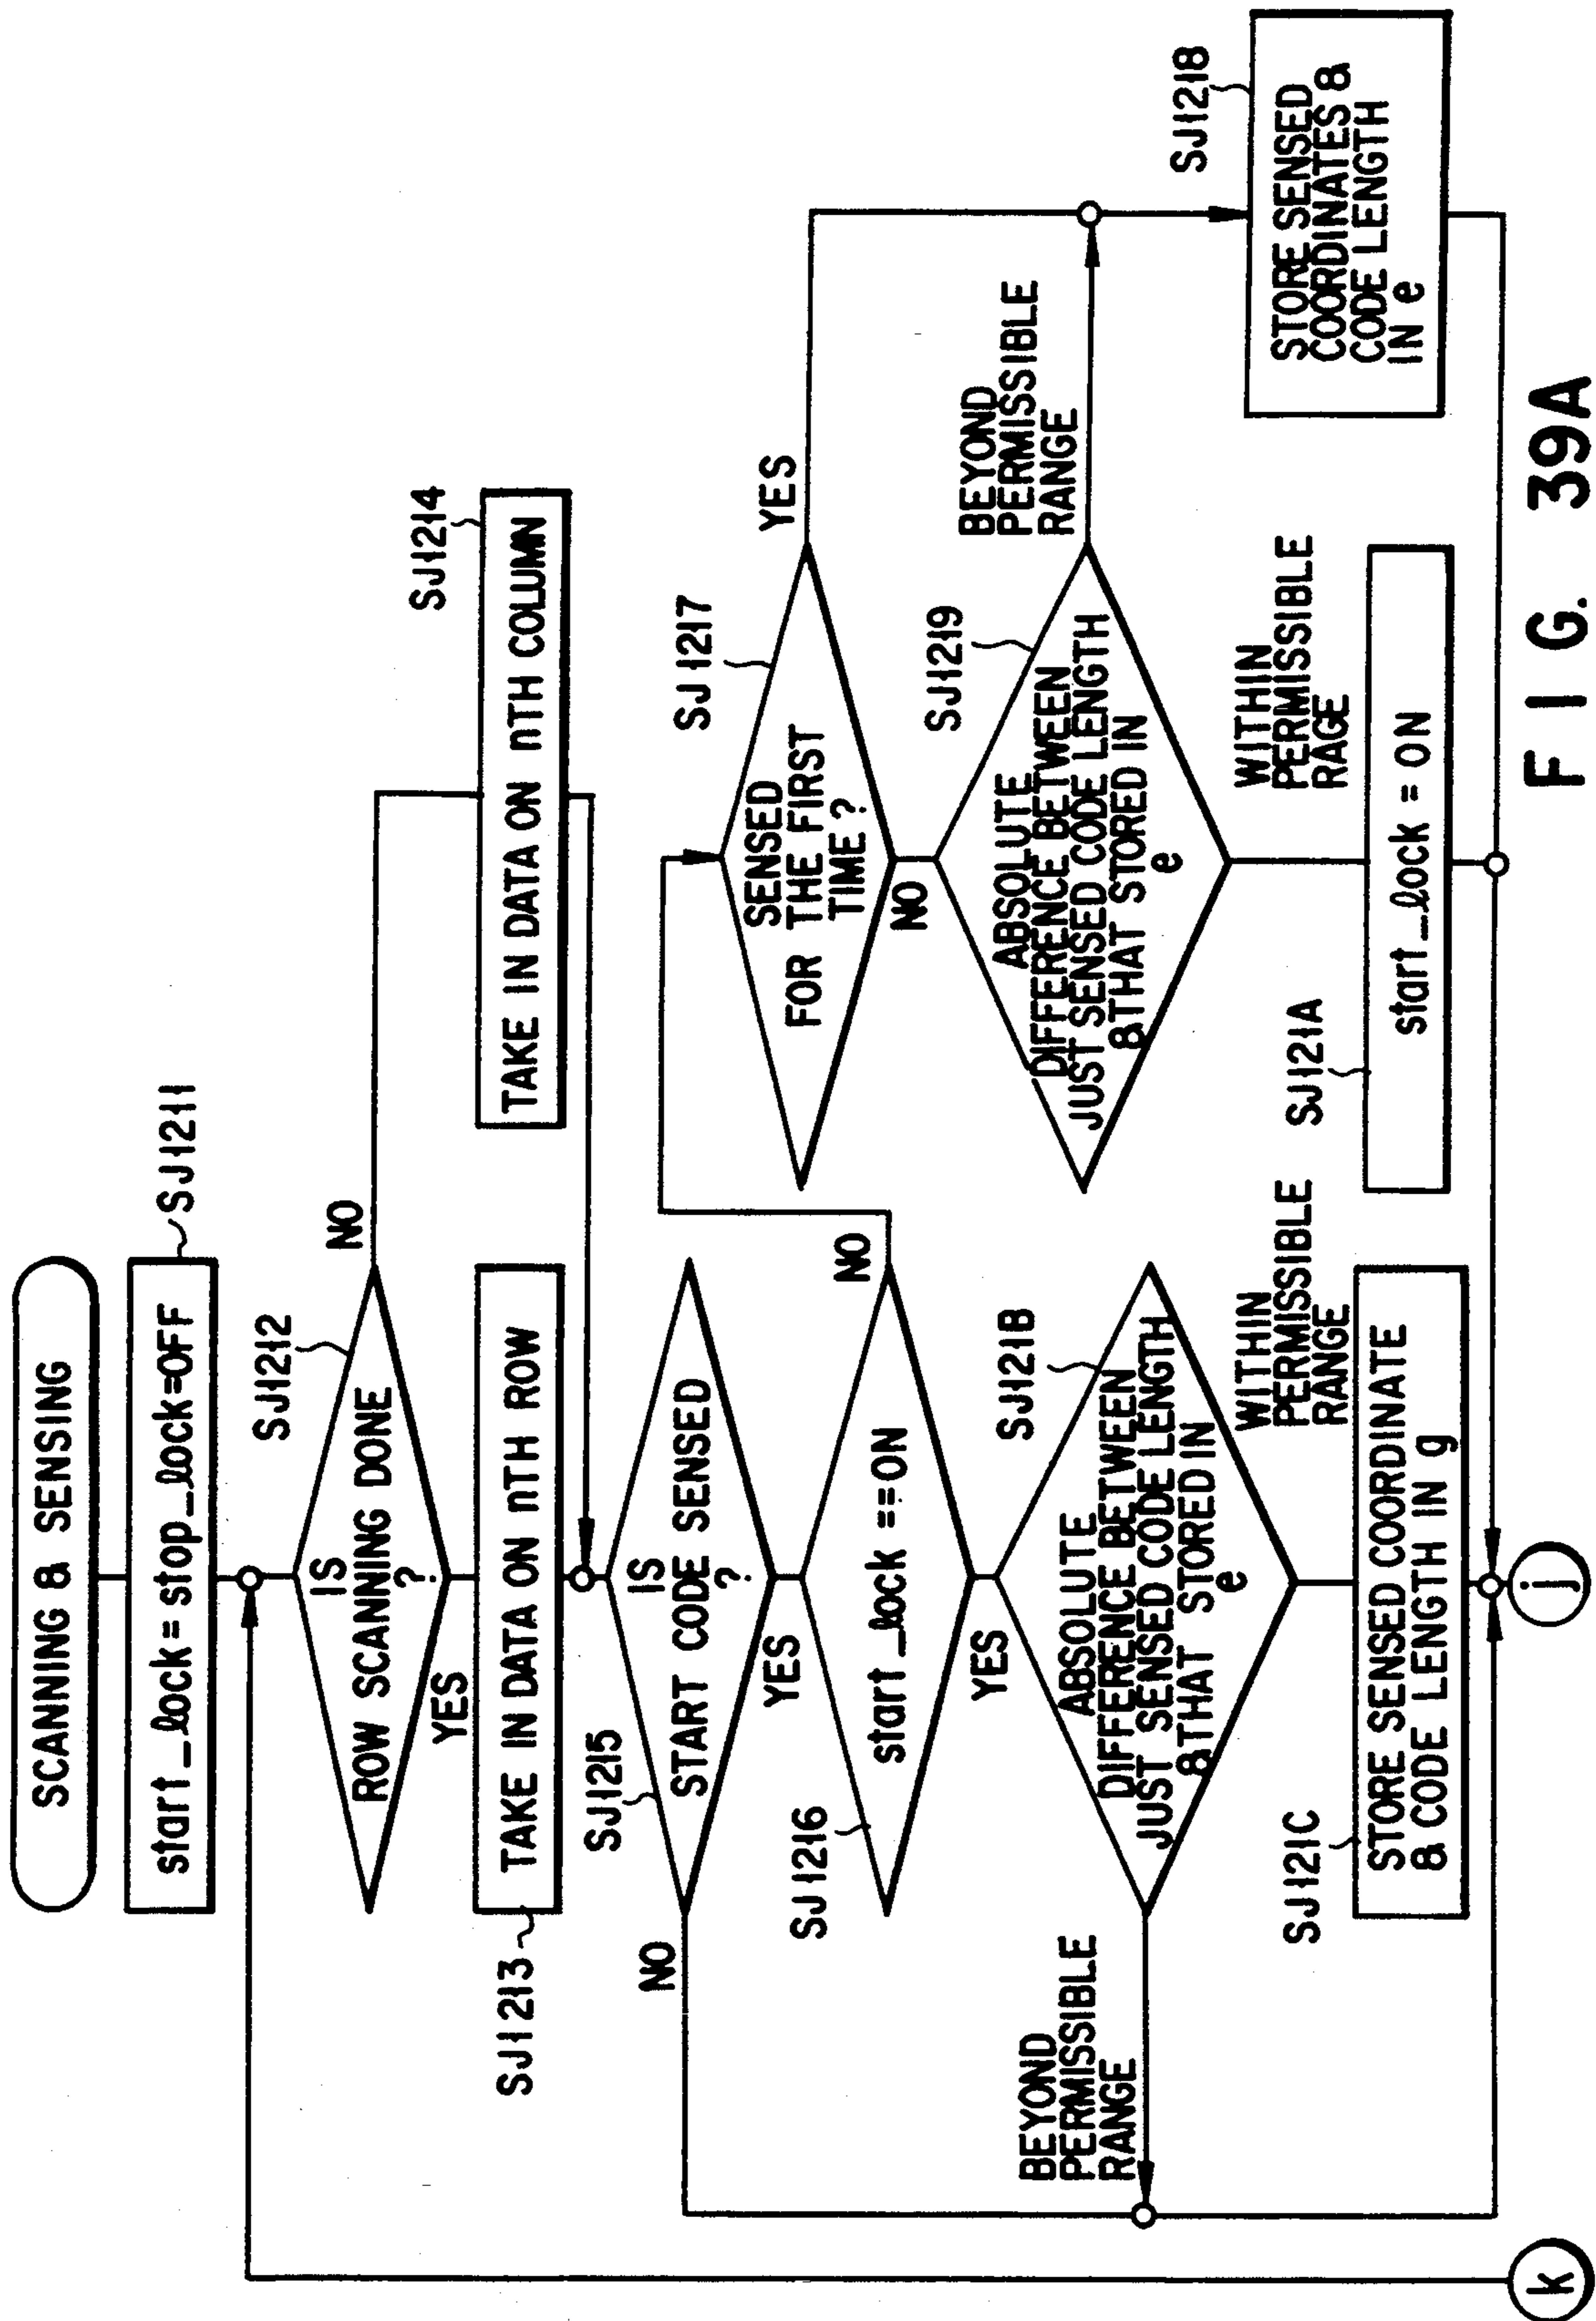 SCANNING & SENSING
SJ1211
start_lock = stop_lock=OFF
SJ1212
IS
ROW SCANNING DONE
?
NO
YES
SJ1213
TAKE IN DATA ON nTH ROW
SJ1214
TAKE IN DATA ON nTH COLUMN
SJ1215
IS
START CODE SENSED
?
NO
YES
SJ1216
start_lock ==ON
NO
YES
SJ1217
SENSED
FOR THE FIRST
TIME ?
YES
NO
SJ1218
STORE SENSED
COORDINATES &
CODE LENGTH
IN e
SJ1219
ABSOLUTE
DIFFERENCE BETWEEN
JUST SENSED CODE LENGTH
&THAT STORED IN
e
BEYOND
PERMISSIBLE
RANGE
WITHIN
PERMISSIBLE
RAGE
SJ121A
start_lock = ON
SJ121B
ABSOLUTE
DIFFERENCE BETWEEN
JUST SENSED CODE LENGTH
&THAT STORED IN
e
BEYOND
PERMISSIBLE
RANGE
WITHIN
PERMISSIBLE
RANGE
SJ121C
STORE SENSED COORDINATE
& CODE LENGTH IN g
j
k
FIG. 39A